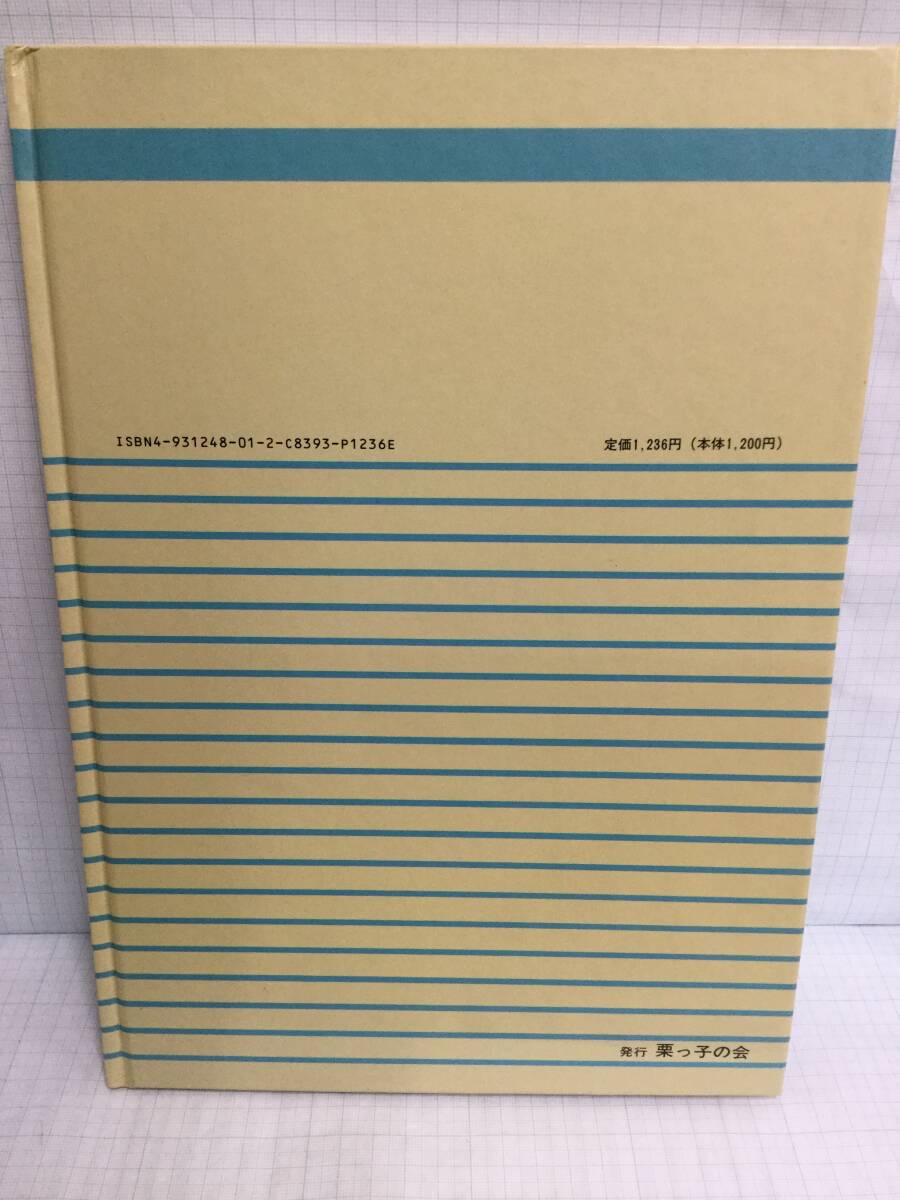 ISBN4-931248-01-2-C8393-P1236E
定価1,236円(本体1,200円)
発行 栗っ子の会